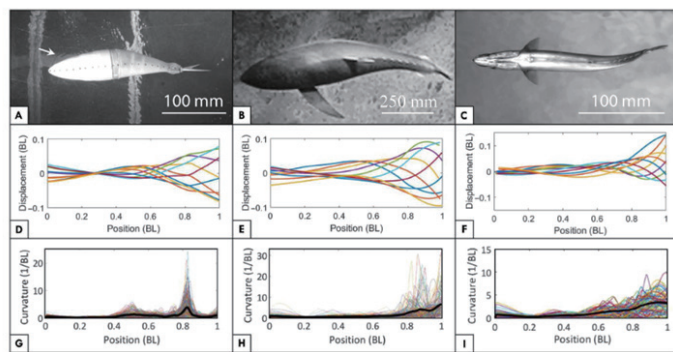 A
100 mm
B
250 mm
C
100 mm
Displacement (BL)
0.1
0
−0.1
0 0.2 0.4 0.6 0.8 1
D
Position (BL)
Displacement (BL)
0.1
0
−0.1
0 0.2 0.4 0.6 0.8 1
E
Position (BL)
Displacement (BL)
0.1
0
−0.1
0 0.2 0.4 0.6 0.8 1
F
Position (BL)
Curvature (1/BL)
20
10
0
0 0.2 0.4 0.6 0.8 1
G
Position (BL)
Curvature (1/BL)
30
20
10
0
0 0.2 0.4 0.6 0.8 1
H
Position (BL)
Curvature (1/BL)
15
10
5
0
0 0.2 0.4 0.6 0.8 1
I
Position (BL)